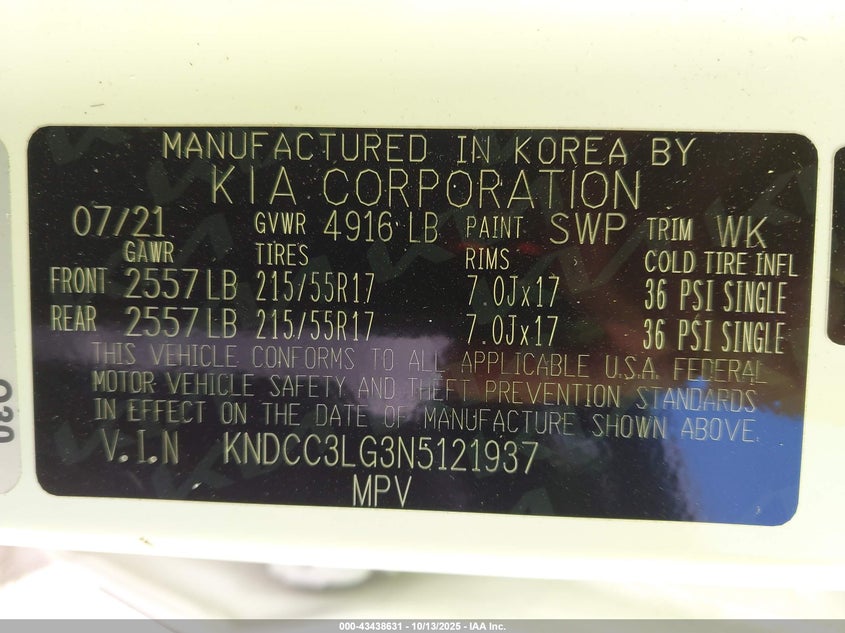 MANUFACTURED IN KOREA BY
KIA CORPORATION
07/21 GVWR 4916 LB PAINT SWP TRIM WK
GAWR TIRES RIMS COLD TIRE INFL
FRONT 2557 LB 215/55R17 7.0Jx17 36 PSI SINGLE
REAR 2557 LB 215/55R17 7.0Jx17 36 PSI SINGLE
THIS VEHICLE CONFORMS TO ALL APPLICABLE U.S.A. FEDERAL
MOTOR VEHICLE SAFETY AND THEFT PREVENTION STANDARDS
IN EFFECT ON THE DATE OF MANUFACTURE SHOWN ABOVE.
V.I.N KNDCC3LG3N5121937
MPV
000-43438631 - 10/13/2025 - IAA Inc.